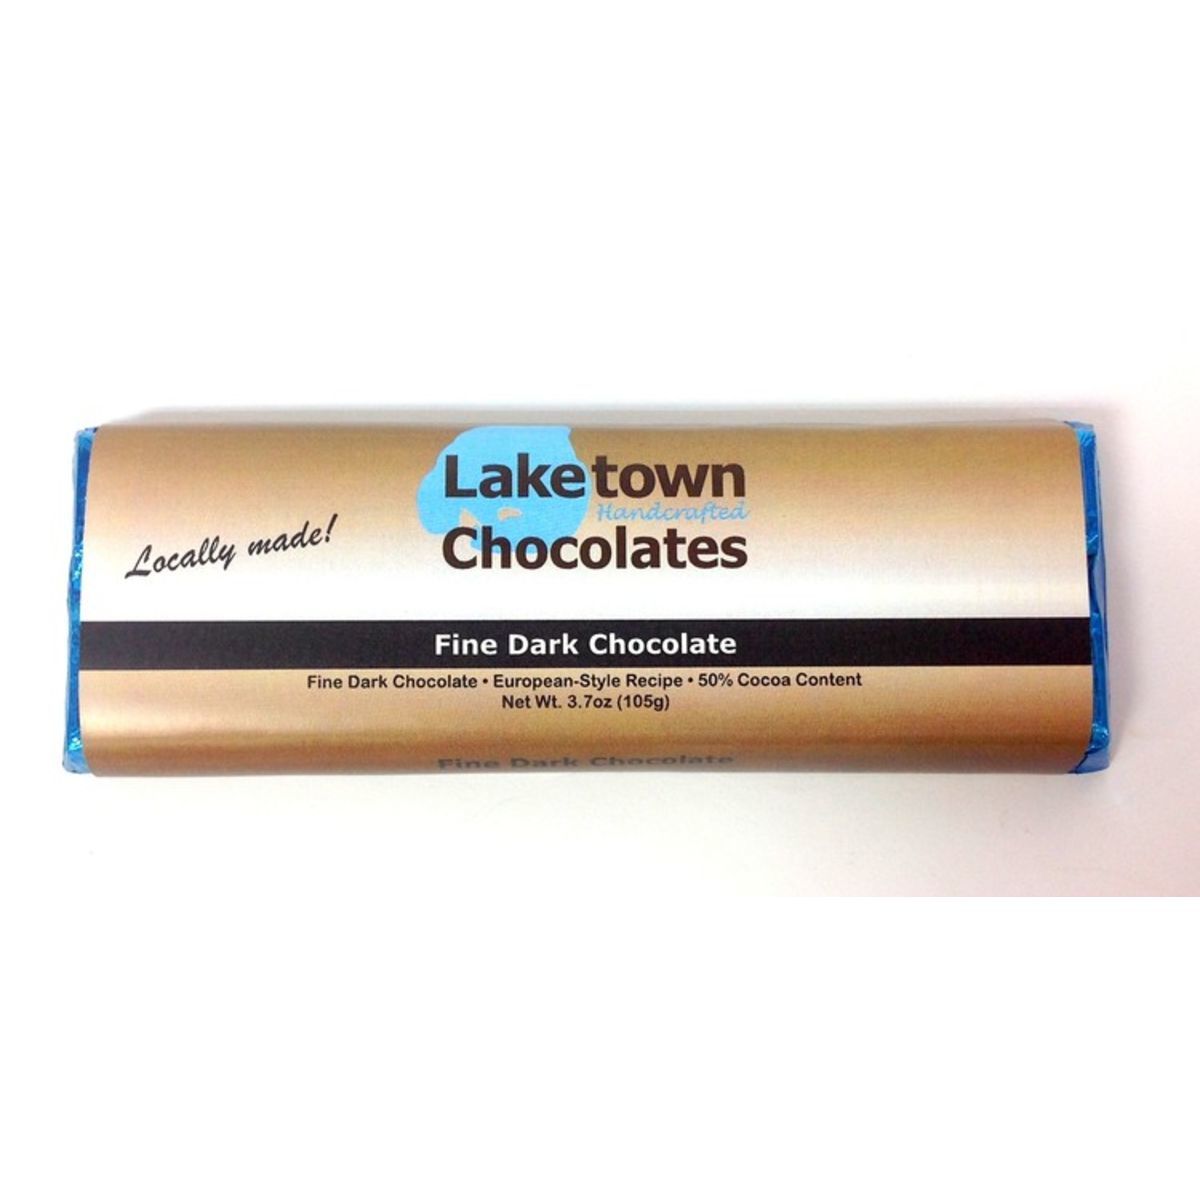 Locally made!
Laketown
Handcrafted
Chocolates
Fine Dark Chocolate
Fine Dark Chocolate • European-Style Recipe • 50% Cocoa Content
Net Wt. 3.7oz (105g)
Fine Dark Chocolate